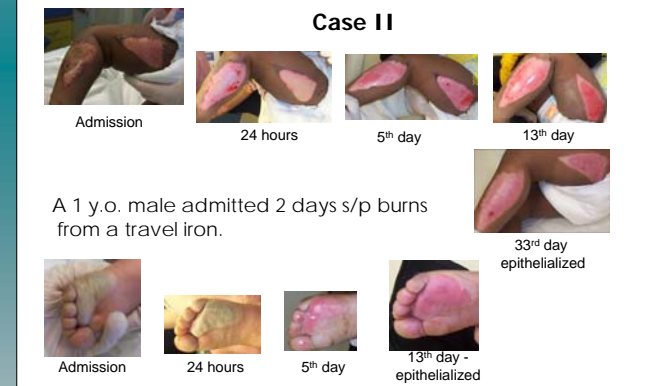 Case II
Admission
24 hours
5th day
13th day
A 1 y.o. male admitted 2 days s/p burns
from a travel iron.
33rd day
epithelialized
Admission
24 hours
5th day
13th day -
epithelialized